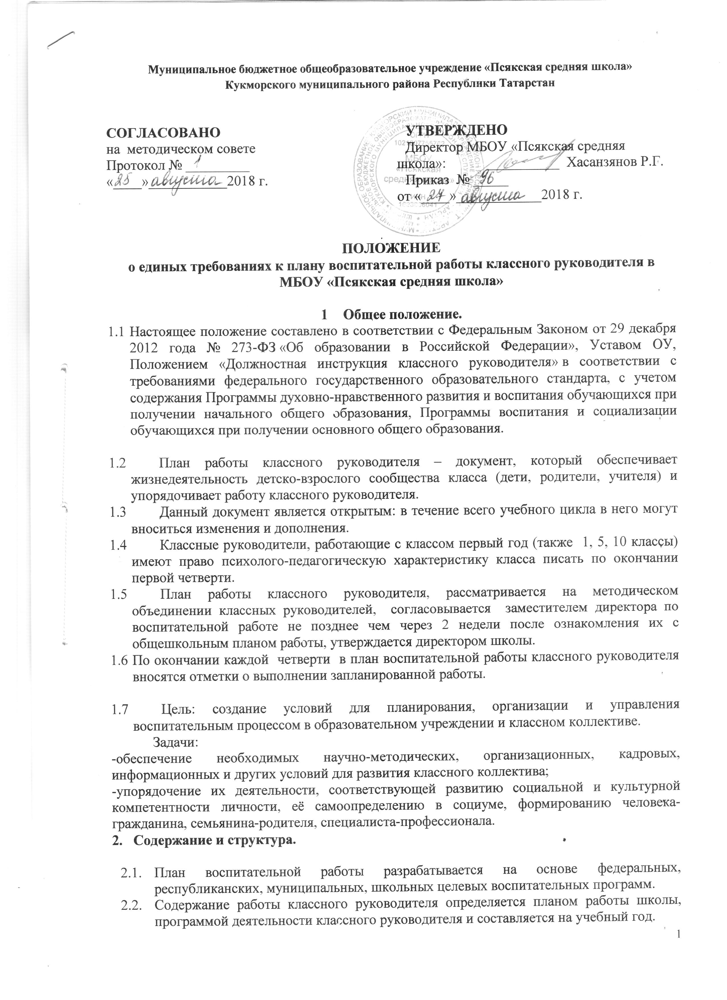 Муниципальное бюджетное общеобразовательное учреждение «Псякская средняя школа»
Кукморского муниципального района Республики Татарстан
СОГЛАСОВАНО
на методическом совете
Протокол № 1
«25» августа 2018 г.
УТВЕРЖДЕНО
Директор МБОУ «Псякская средняя
школа»: Хасанзянов Р.Г.
Приказ № 96
от «27» августа 2018 г.
ОГРН
МБОУ
«Псякская
средняя школа»
ИНН
ПОЛОЖЕНИЕ
о единых требованиях к плану воспитательной работы классного руководителя в
МБОУ «Псякская средняя школа»
1 Общее положение.
1.1 Настоящее положение составлено в соответствии с Федеральным Законом от 29 декабря
2012 года № 273-ФЗ «Об образовании в Российской Федерации», Уставом ОУ,
Положением «Должностная инструкция классного руководителя» в соответствии с
требованиями федерального государственного образовательного стандарта, с учетом
содержания Программы духовно-нравственного развития и воспитания обучающихся при
получении начального общего образования, Программы воспитания и социализации
обучающихся при получении основного общего образования.
1.2 План работы классного руководителя – документ, который обеспечивает
жизнедеятельность детско-взрослого сообщества класса (дети, родители, учителя) и
упорядочивает работу классного руководителя.
1.3 Данный документ является открытым: в течение всего учебного цикла в него могут
вноситься изменения и дополнения.
1.4 Классные руководители, работающие с классом первый год (также 1, 5, 10 классы)
имеют право психолого-педагогическую характеристику класса писать по окончании
первой четверти.
1.5 План работы классного руководителя, рассматривается на методическом
объединении классных руководителей, согласовывается заместителем директора по
воспитательной работе не позднее чем через 2 недели после ознакомления их с
общешкольным планом работы, утверждается директором школы.
1.6 По окончании каждой четверти в план воспитательной работы классного руководителя
вносятся отметки о выполнении запланированной работы.
1.7 Цель: создание условий для планирования, организации и управления
воспитательным процессом в образовательном учреждении и классном коллективе.
Задачи:
-обеспечение необходимых научно-методических, организационных, кадровых,
информационных и других условий для развития классного коллектива;
-упорядочение их деятельности, соответствующей развитию социальной и культурной
компетентности личности, её самоопределению в социуме, формированию человека-
гражданина, семьянина-родителя, специалиста-профессионала.
2. Содержание и структура.
2.1. План воспитательной работы разрабатывается на основе федеральных,
республиканских, муниципальных, школьных целевых воспитательных программ.
2.2. Содержание работы классного руководителя определяется планом работы школы,
программой деятельности классного руководителя и составляется на учебный год.
1